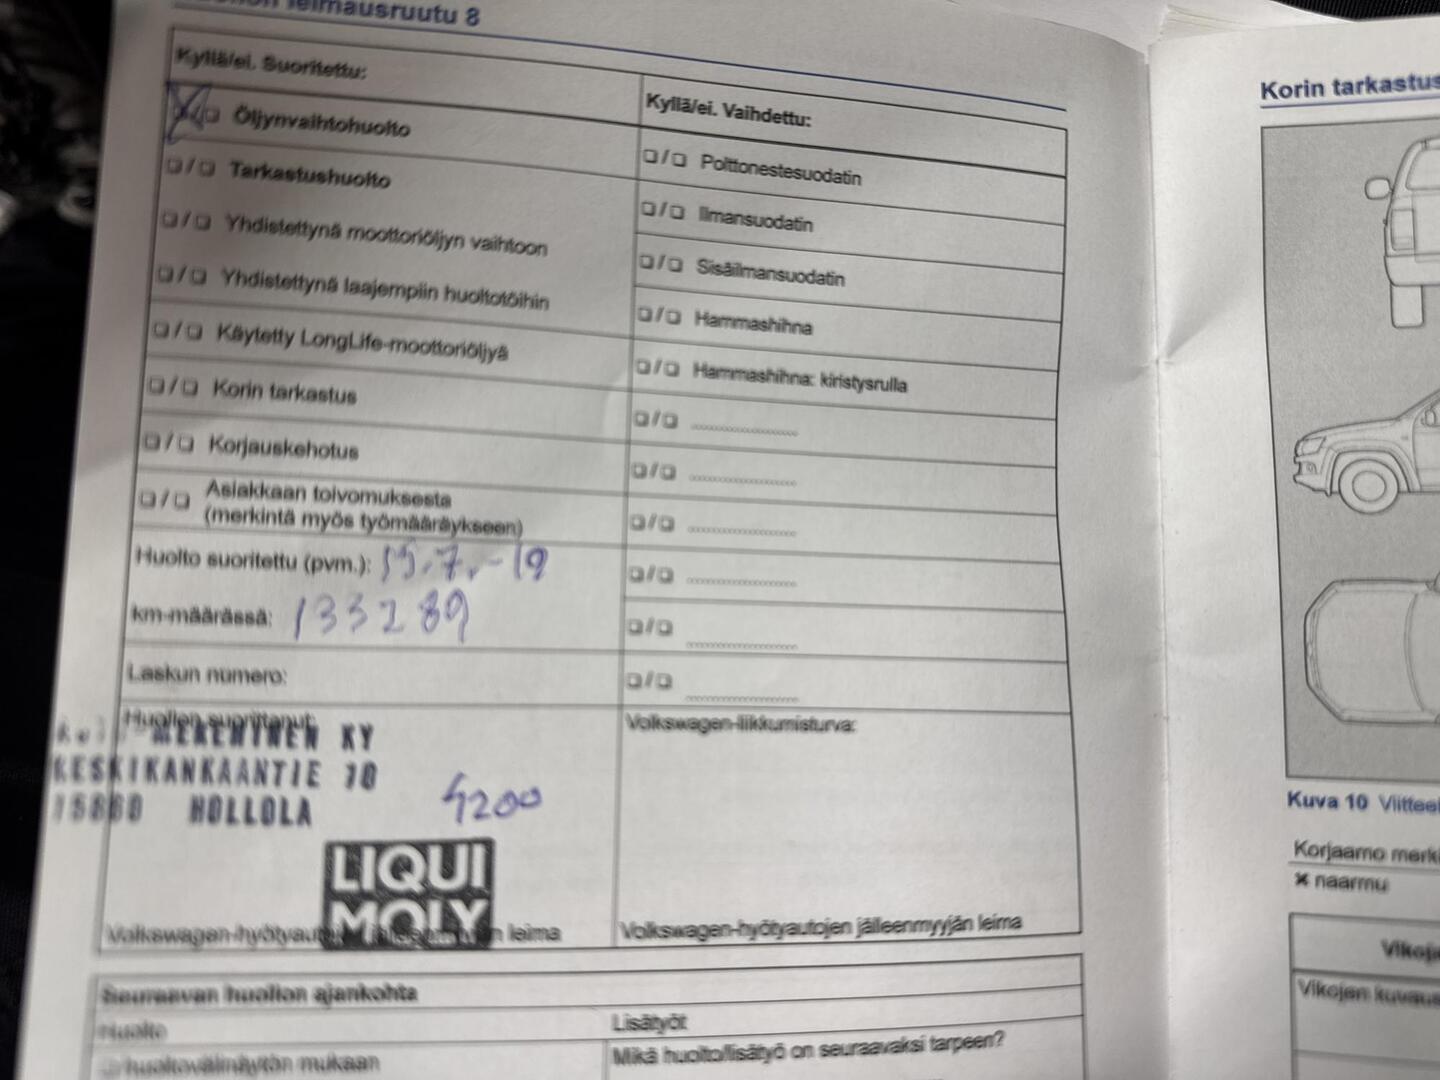 leimausruutu 8
Kyllä/ei. Suoritettu:
Öljynvaihtohuolto
❏/❏ Tarkastushuolto
❏/❏ Yhdistettynä moottoriöljyn vaihtoon
❏/❏ Yhdistettynä laajempiin huoltotöihin
❏/❏ Käytetty LongLife-moottoriöljyä
❏/❏ Korin tarkastus
❏/❏ Korjauskehotus
❏/❏ Asiakkaan toivomuksesta
(merkintä myös työmääräykseen)
Huolto suoritettu (pvm.): 15.7.-19
km-määrässä: 133289
Laskun numero:
Huollon suorittanut:
KY
KESKIKANKAANTIE 10
15860 HOLLOLA
4200
LIQUI
MOLY
Volkswagen-hyötyautojen jälleenmyyjän leima
Kyllä/ei. Vaihdettu:
❏/❏ Polttonestesuodatin
❏/❏ Ilmansuodatin
❏/❏ Sisäilmansuodatin
❏/❏ Hammashihna
❏/❏ Hammashihna: kiristysrulla
❏/❏ ......................
❏/❏ ......................
❏/❏ ......................
❏/❏ ......................
❏/❏ ......................
❏/❏ ......................
Volkswagen-liikkumisturva:
Volkswagen-hyötyautojen jälleenmyyjän leima
Seuraavan huollon ajankohta
Huolto
huoltovälinäytön mukaan
Lisätyöt
Mikä huolto/lisätyö on seuraavaksi tarpeen?
Korin tarkastus
Kuva 10
Korjaamo
✖ naarmu